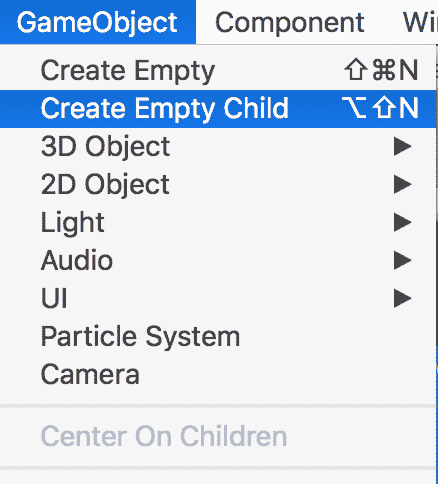 GameObject Component Wi
Create Empty ⇧⌘N
Create Empty Child ⌥⇧N
3D Object ▶
2D Object ▶
Light ▶
Audio ▶
UI ▶
Particle System
Camera
Center On Children